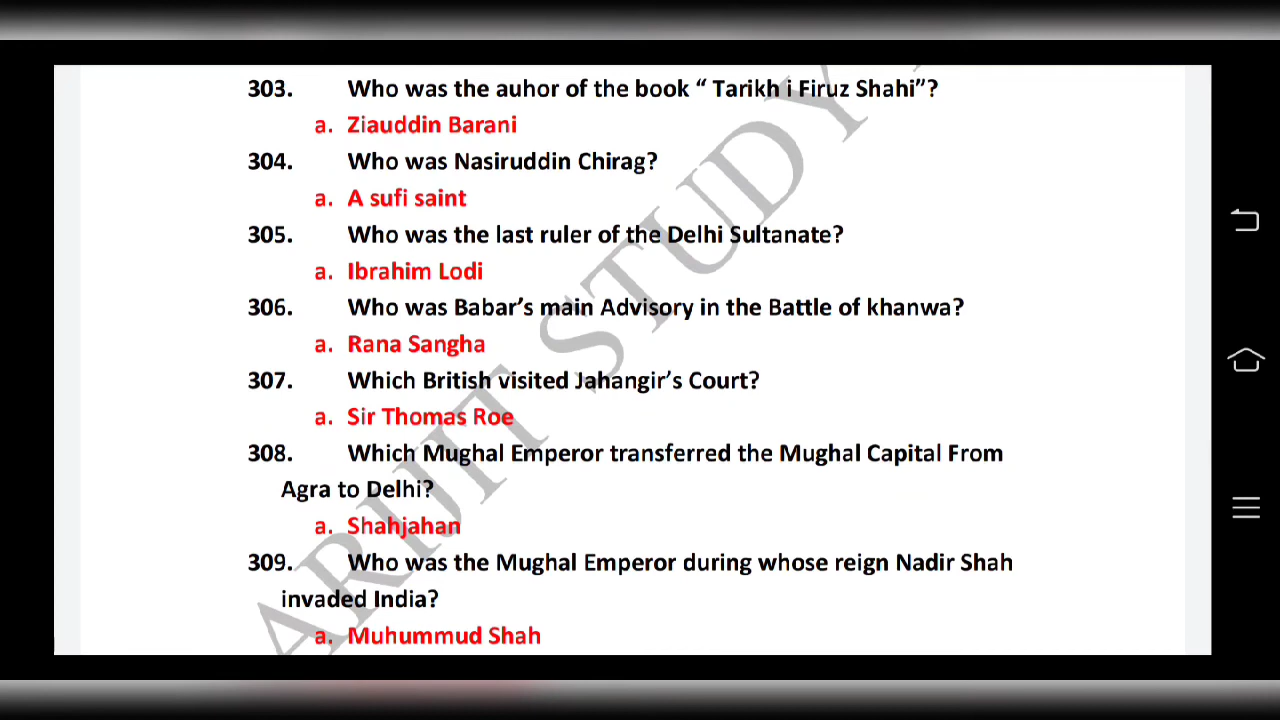 303. Who was the auhor of the book “ Tarikh i Firuz Shahi”?
a. Ziauddin Barani
304. Who was Nasiruddin Chirag?
a. A sufi saint
305. Who was the last ruler of the Delhi Sultanate?
a. Ibrahim Lodi
306. Who was Babar’s main Advisory in the Battle of khanwa?
a. Rana Sangha
307. Which British visited Jahangir’s Court?
a. Sir Thomas Roe
308. Which Mughal Emperor transferred the Mughal Capital From
Agra to Delhi?
a. Shahjahan
309. Who was the Mughal Emperor during whose reign Nadir Shah
invaded India?
a. Muhummud Shah
ARIJIT STUDY